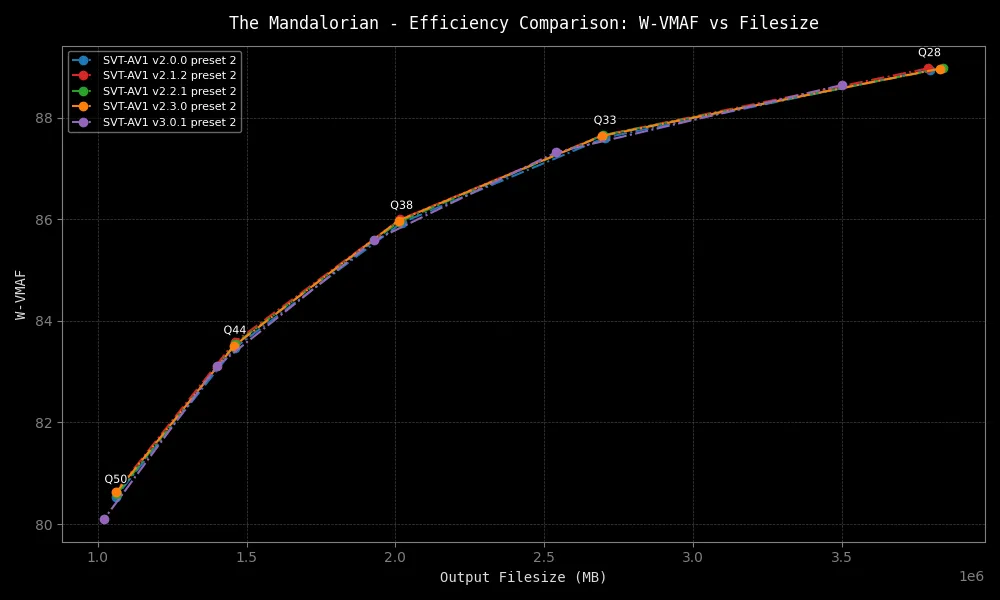 The Mandalorian - Efficiency Comparison: W-VMAF vs Filesize
SVT-AV1 v2.0.0 preset 2
SVT-AV1 v2.1.2 preset 2
SVT-AV1 v2.2.1 preset 2
SVT-AV1 v2.3.0 preset 2
SVT-AV1 v3.0.1 preset 2
Q28
Q33
Q38
Q44
Q50
W-VMAF
88
86
84
82
80
1.0 1.5 2.0 2.5 3.0 3.5
1e6
Output Filesize (MB)